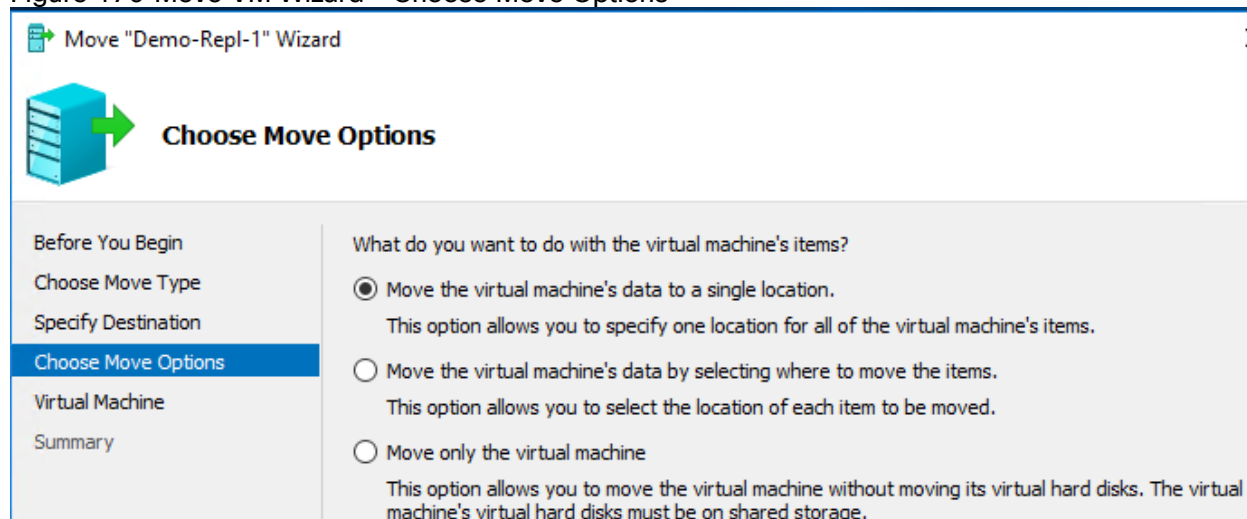 Move "Demo-Repl-1" Wizard
Choose Move Options
Before You Begin
Choose Move Type
Specify Destination
Choose Move Options
Virtual Machine
Summary
What do you want to do with the virtual machine's items?
Move the virtual machine's data to a single location.
This option allows you to specify one location for all of the virtual machine's items.
Move the virtual machine's data by selecting where to move the items.
This option allows you to select the location of each item to be moved.
Move only the virtual machine
This option allows you to move the virtual machine without moving its virtual hard disks. The virtual
machine's virtual hard disks must be on shared storage.